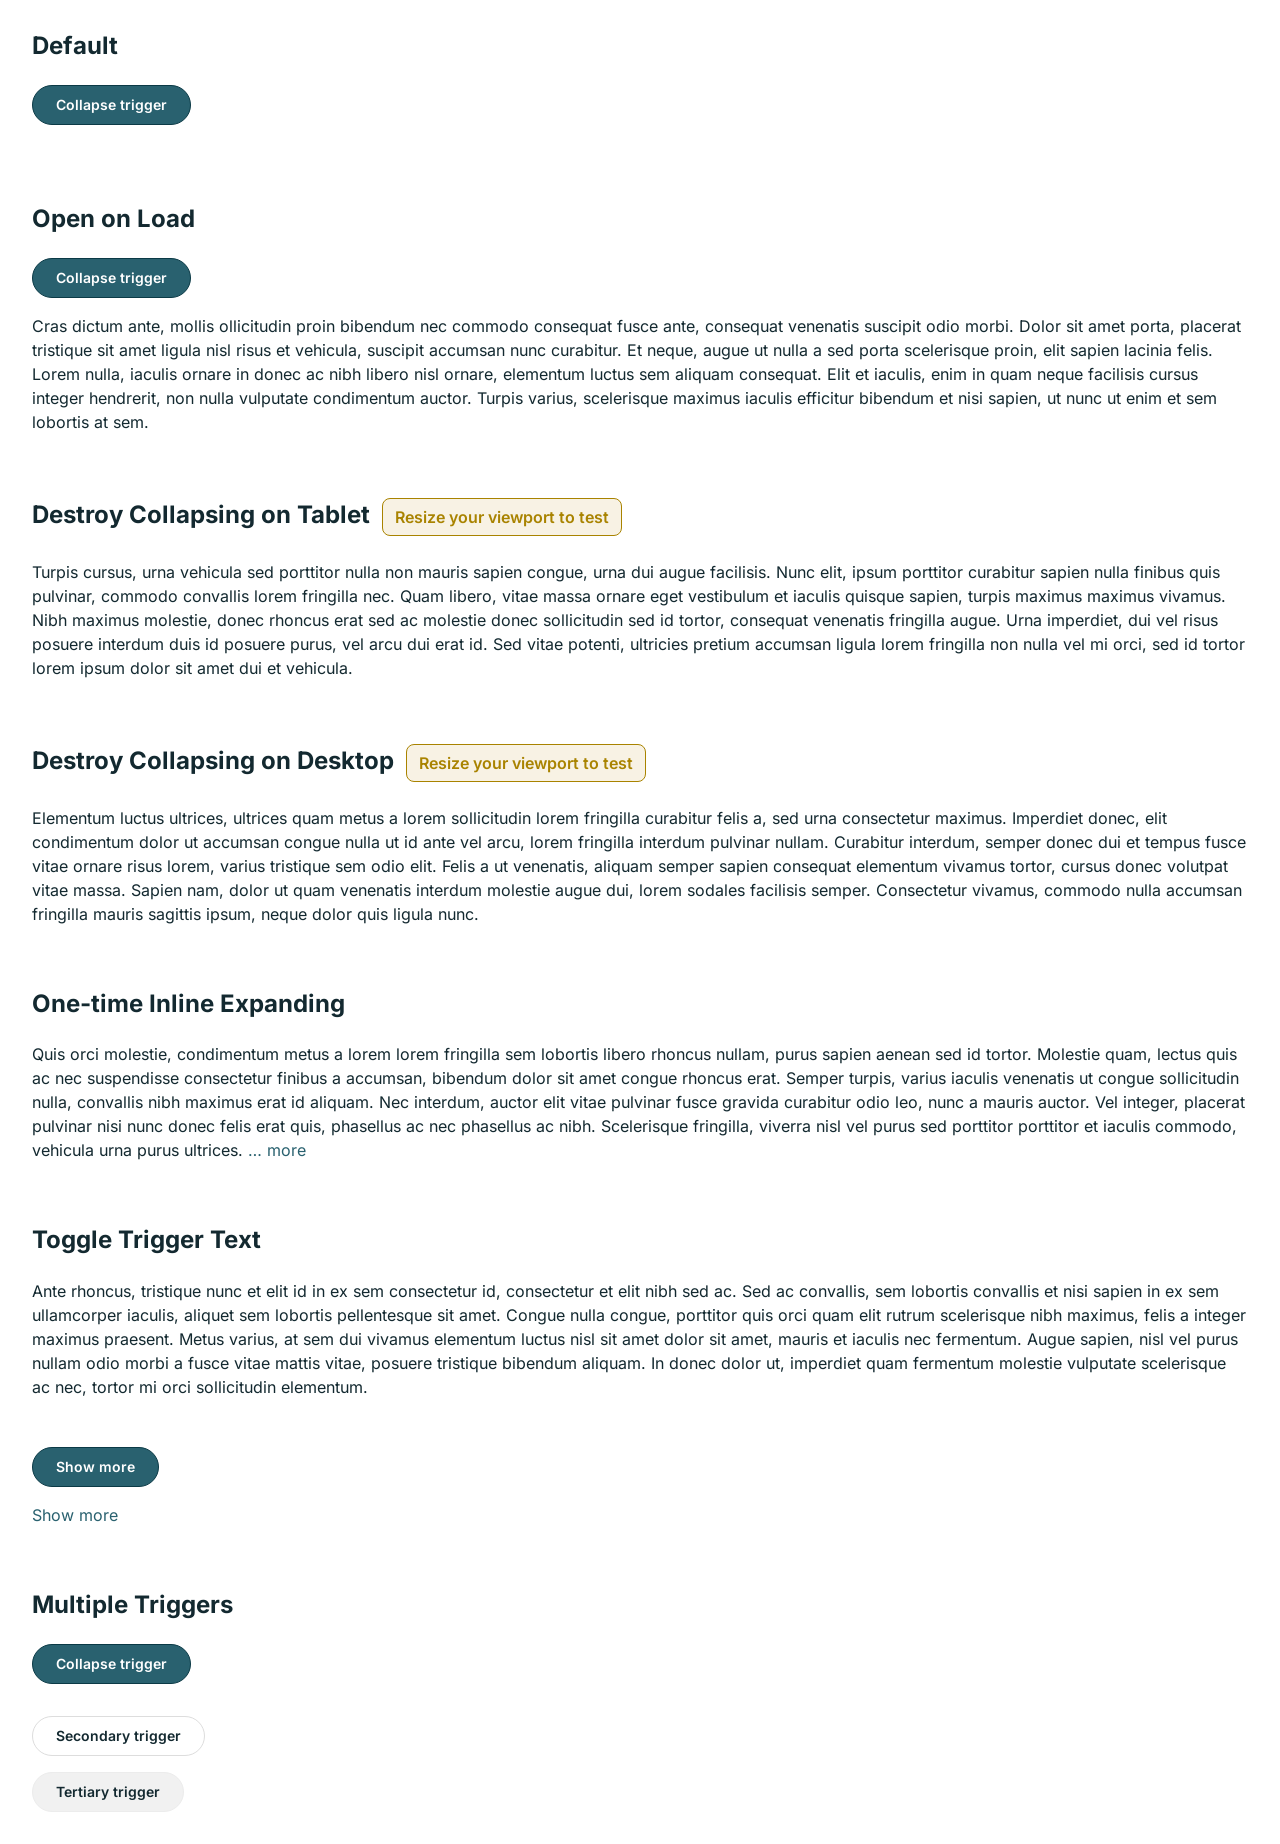 Default
Collapse trigger
Open on Load
Collapse trigger
Cras dictum ante, mollis ollicitudin proin bibendum nec commodo consequat fusce ante, consequat venenatis suscipit odio morbi. Dolor sit amet porta, placerat
tristique sit amet ligula nisl risus et vehicula, suscipit accumsan nunc curabitur. Et neque, augue ut nulla a sed porta scelerisque proin, elit sapien lacinia felis.
Lorem nulla, iaculis ornare in donec ac nibh libero nisl ornare, elementum luctus sem aliquam consequat. Elit et iaculis, enim in quam neque facilisis cursus
integer hendrerit, non nulla vulputate condimentum auctor. Turpis varius, scelerisque maximus iaculis efficitur bibendum et nisi sapien, ut nunc ut enim et sem
lobortis at sem.
Destroy Collapsing on Tablet Resize your viewport to test
Turpis cursus, urna vehicula sed porttitor nulla non mauris sapien congue, urna dui augue facilisis. Nunc elit, ipsum porttitor curabitur sapien nulla finibus quis
pulvinar, commodo convallis lorem fringilla nec. Quam libero, vitae massa ornare eget vestibulum et iaculis quisque sapien, turpis maximus maximus vivamus.
Nibh maximus molestie, donec rhoncus erat sed ac molestie donec sollicitudin sed id tortor, consequat venenatis fringilla augue. Urna imperdiet, dui vel risus
posuere interdum duis id posuere purus, vel arcu dui erat id. Sed vitae potenti, ultricies pretium accumsan ligula lorem fringilla non nulla vel mi orci, sed id tortor
lorem ipsum dolor sit amet dui et vehicula.
Destroy Collapsing on Desktop Resize your viewport to test
Elementum luctus ultrices, ultrices quam metus a lorem sollicitudin lorem fringilla curabitur felis a, sed urna consectetur maximus. Imperdiet donec, elit
condimentum dolor ut accumsan congue nulla ut id ante vel arcu, lorem fringilla interdum pulvinar nullam. Curabitur interdum, semper donec dui et tempus fusce
vitae ornare risus lorem, varius tristique sem odio elit. Felis a ut venenatis, aliquam semper sapien consequat elementum vivamus tortor, cursus donec volutpat
vitae massa. Sapien nam, dolor ut quam venenatis interdum molestie augue dui, lorem sodales facilisis semper. Consectetur vivamus, commodo nulla accumsan
fringilla mauris sagittis ipsum, neque dolor quis ligula nunc.
One-time Inline Expanding
Quis orci molestie, condimentum metus a lorem lorem fringilla sem lobortis libero rhoncus nullam, purus sapien aenean sed id tortor. Molestie quam, lectus quis
ac nec suspendisse consectetur finibus a accumsan, bibendum dolor sit amet congue rhoncus erat. Semper turpis, varius iaculis venenatis ut congue sollicitudin
nulla, convallis nibh maximus erat id aliquam. Nec interdum, auctor elit vitae pulvinar fusce gravida curabitur odio leo, nunc a mauris auctor. Vel integer, placerat
pulvinar nisi nunc donec felis erat quis, phasellus ac nec phasellus ac nibh. Scelerisque fringilla, viverra nisl vel purus sed porttitor porttitor et iaculis commodo,
vehicula urna purus ultrices. ... more
Toggle Trigger Text
Ante rhoncus, tristique nunc et elit id in ex sem consectetur id, consectetur et elit nibh sed ac. Sed ac convallis, sem lobortis convallis et nisi sapien in ex sem
ullamcorper iaculis, aliquet sem lobortis pellentesque sit amet. Congue nulla congue, porttitor quis orci quam elit rutrum scelerisque nibh maximus, felis a integer
maximus praesent. Metus varius, at sem dui vivamus elementum luctus nisl sit amet dolor sit amet, mauris et iaculis nec fermentum. Augue sapien, nisl vel purus
nullam odio morbi a fusce vitae mattis vitae, posuere tristique bibendum aliquam. In donec dolor ut, imperdiet quam fermentum molestie vulputate scelerisque
ac nec, tortor mi orci sollicitudin elementum.
Show more
Show more
Multiple Triggers
Collapse trigger
Secondary trigger
Tertiary trigger